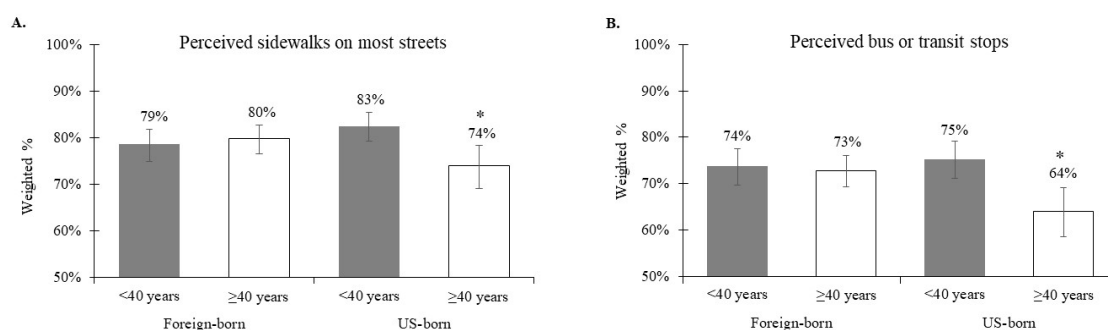 A.
Perceived sidewalks on most streets
100%
90%
80%
70%
60%
50%
Weighted %
%
79%
80%
83%
*
74%
<40 years
≥40 years
<40 years
≥40 years
Foreign-born
US-born
B.
Perceived bus or transit stops
100%
90%
80%
70%
60%
50%
Weighted %
74%
73%
75%
*
64%
<40 years
≥40 years
<40 years
≥40 years
Foreign-born
US-born